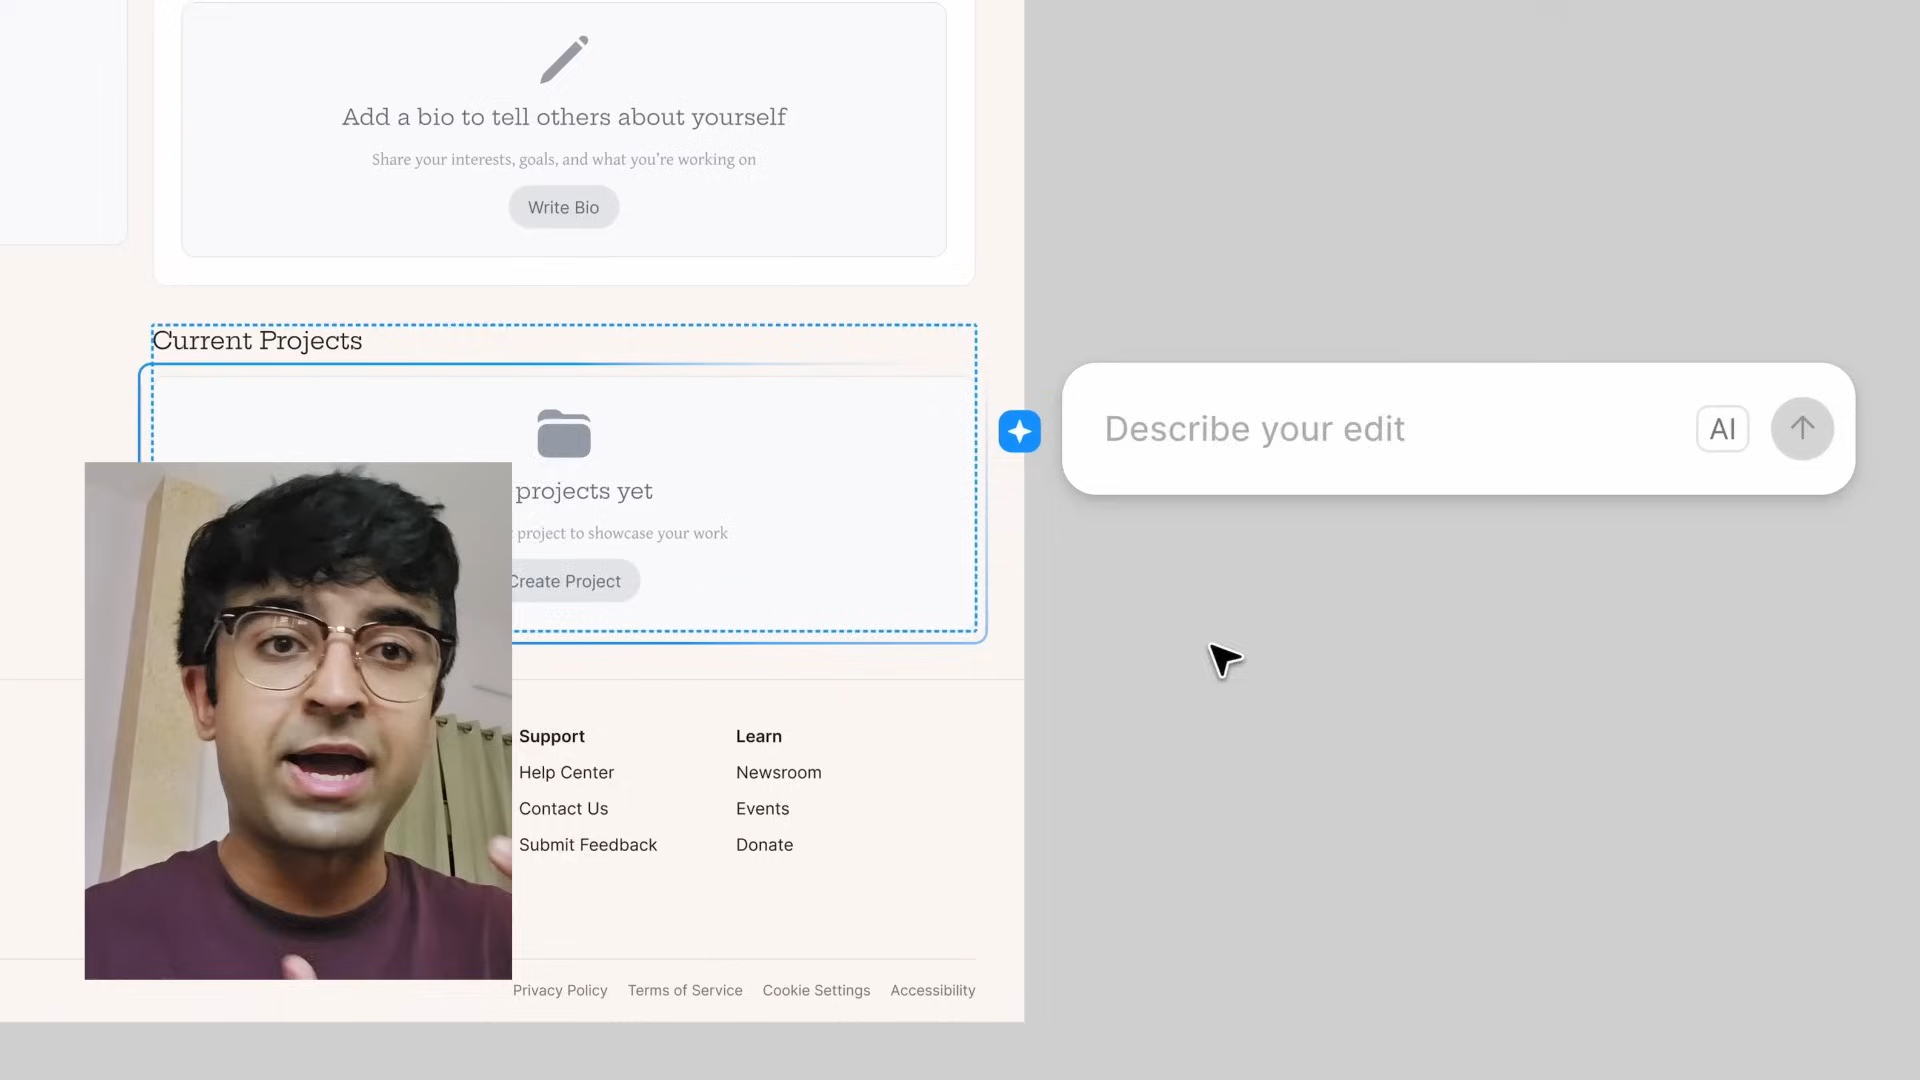 Add a bio to tell others about yourself
Share your interests, goals, and what you're working on
Write Bio
Current Projects
projects yet
project to showcase your work
Create Project
Describe your edit
AI
Support
Learn
Help Center
Newsroom
Contact Us
Events
Submit Feedback
Donate
Privacy Policy
Terms of Service
Cookie Settings
Accessibility